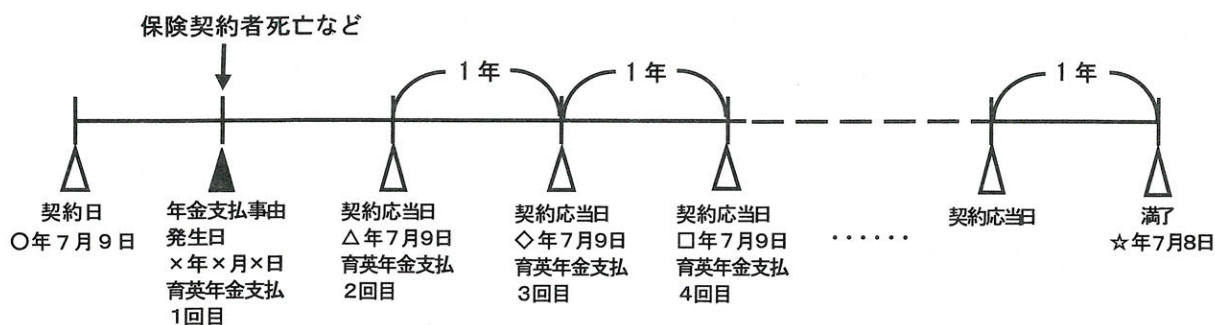 保険契約者死亡など
1年
1年
1年
契約日
○年7月9日
年金支払事由
発生日
×年×月×日
育英年金支払
1回目
契約応当日
△年7月9日
育英年金支払
2回目
契約応当日
◇年7月9日
育英年金支払
3回目
契約応当日
□年7月9日
育英年金支払
4回目
……
契約応当日
満了
☆年7月8日